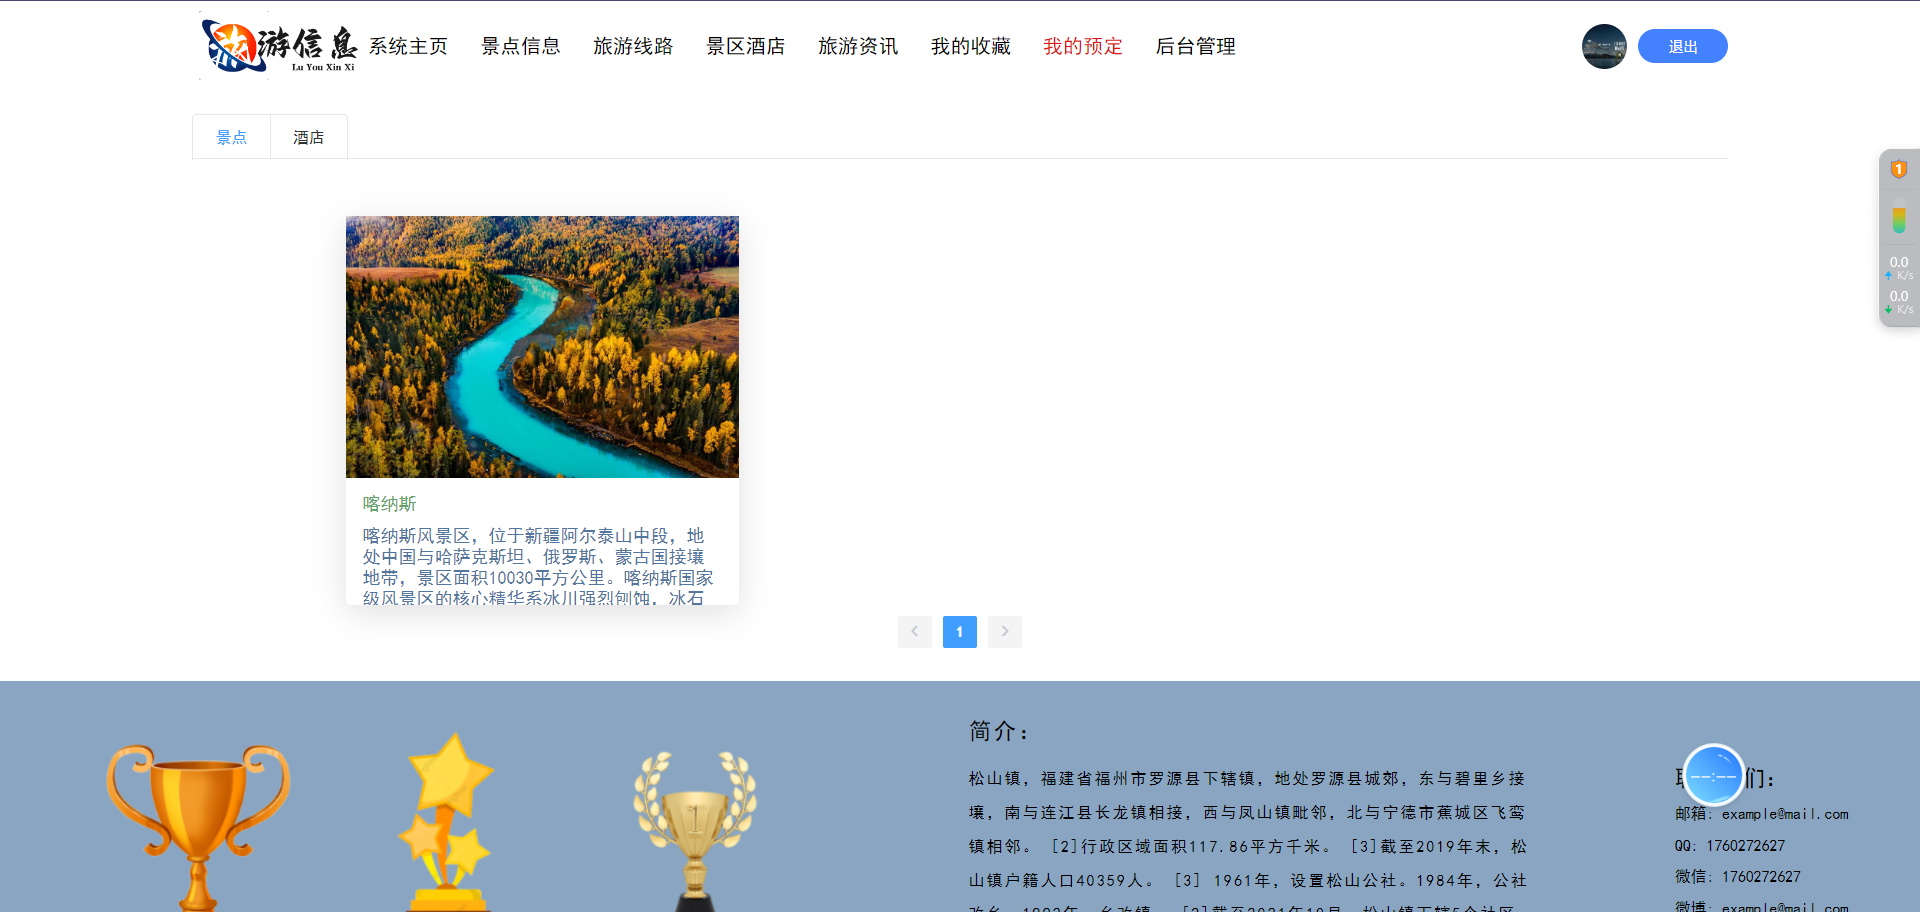 游信息
Lu You Xin Xi
系统主页 景点信息 旅游线路 景区酒店 旅游资讯 我的收藏 我的预定 后台管理
退出
景点 酒店
1
0.0
K/s
0.0
K/s
喀纳斯
喀纳斯风景区，位于新疆阿尔泰山中段，地
处中国与哈萨克斯坦、俄罗斯、蒙古国接壤
地带，景区面积10030平方公里。喀纳斯国家
级风景区的核心精华系冰川强烈刨蚀，冰石
1
简介：
松山镇，福建省福州市罗源县下辖镇，地处罗源县城郊，东与碧里乡接
壤，南与连江县长龙镇相接，西与凤山镇毗邻，北与宁德市蕉城区飞鸾
镇相邻。 [2]行政区域面积117.86平方千米。 [3]截至2019年末，松
山镇户籍人口40359人。 [3] 1961年，设置松山公社。1984年，公社
们：
邮箱：example@mail.com
QQ：1760272627
微信：1760272627
微博：example@mail.com
1